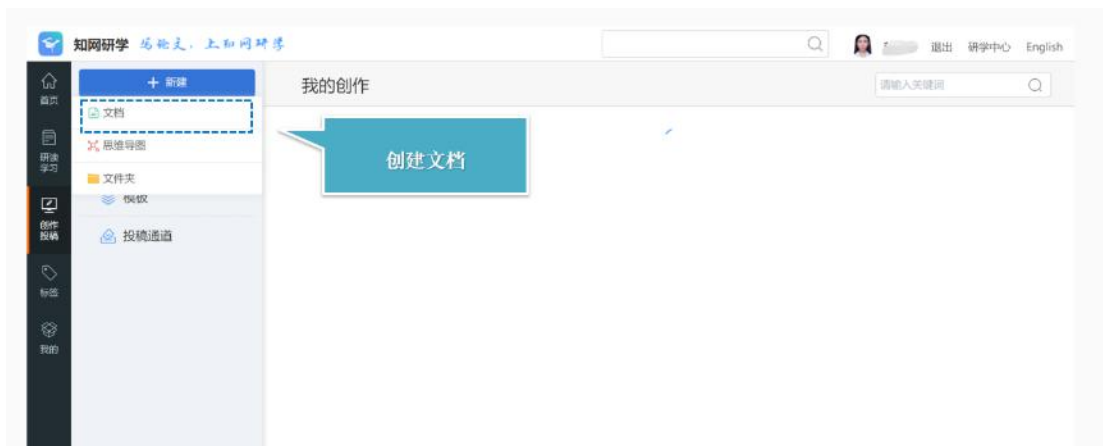 知网研学 写论文,上知网研学
退出 研学中心 English
首页
研读
学习
创作
投稿
标签
我的
+ 新建
文档
思维导图
文件夹
模板
投稿通道
我的创作
请输入关键词
创建文档